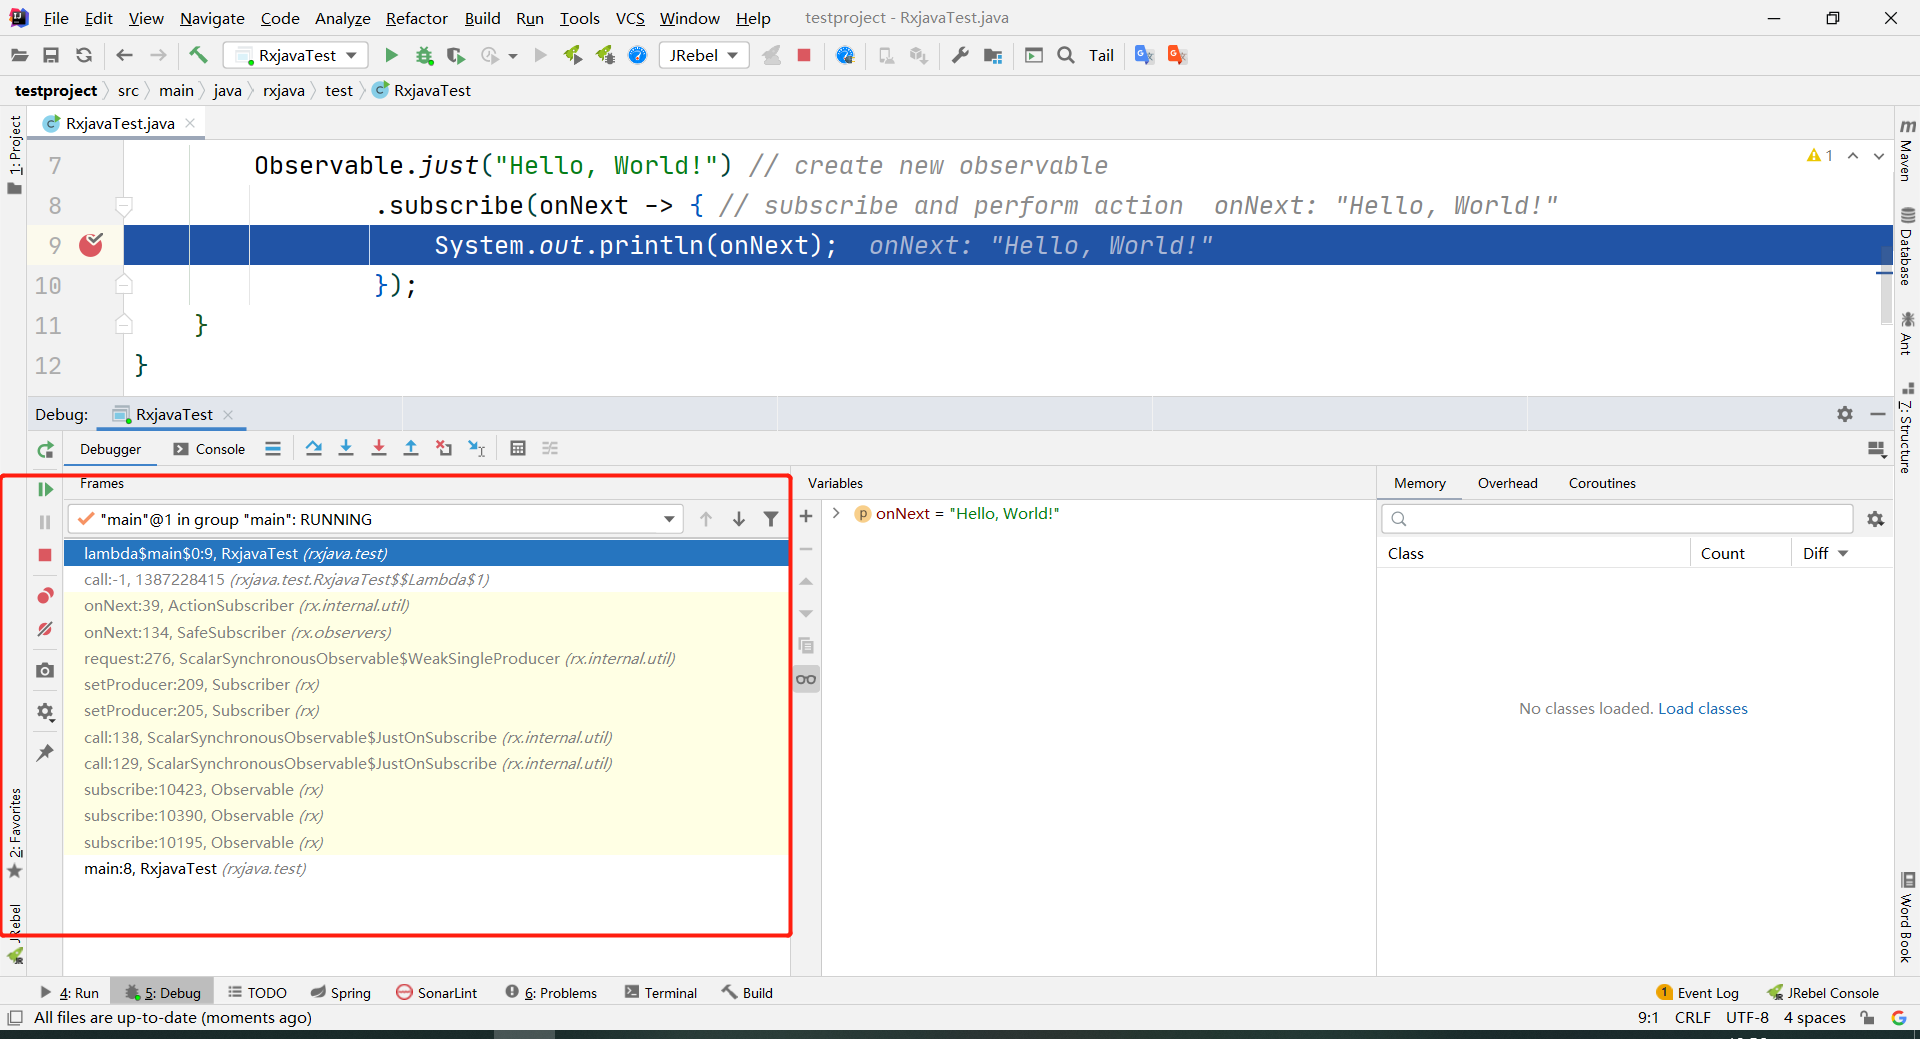 File Edit View Navigate Code Analyze Refactor Build Run Tools VCS Window Help testproject - RxjavaTest.java
RxjavaTest JRebel Tail
testproject src main java rxjava test RxjavaTest
RxjavaTest.java
1: Project
7 Observable.just("Hello, World!") // create new observable
8 .subscribe(onNext -> { // subscribe and perform action onNext: "Hello, World!"
9 System.out.println(onNext); onNext: "Hello, World!"
10 });
11 }
12 }
1
Maven
Database
Ant
7: Structure
Debug: RxjavaTest
Debugger Console
Frames
"main"@1 in group "main": RUNNING
lambda$main$0:9, RxjavaTest (rxjava.test)
call:-1, 1387228415 (rxjava.test.RxjavaTest$$Lambda$1)
onNext:39, ActionSubscriber (rx.internal.util)
onNext:134, SafeSubscriber (rx.observers)
request:276, ScalarSynchronousObservable$WeakSingleProducer (rx.internal.util)
setProducer:209, Subscriber (rx)
setProducer:205, Subscriber (rx)
call:138, ScalarSynchronousObservable$JustOnSubscribe (rx.internal.util)
call:129, ScalarSynchronousObservable$JustOnSubscribe (rx.internal.util)
subscribe:10423, Observable (rx)
subscribe:10390, Observable (rx)
subscribe:10195, Observable (rx)
main:8, RxjavaTest (rxjava.test)
Variables
onNext = "Hello, World!"
Memory Overhead Coroutines
Class Count Diff
No classes loaded. Load classes
2: Favorites
JRebel
Word Book
4: Run 5: Debug TODO Spring SonarLint 6: Problems Terminal Build 1 Event Log JRebel Console
All files are up-to-date (moments ago) 9:1 CRLF UTF-8 4 spaces